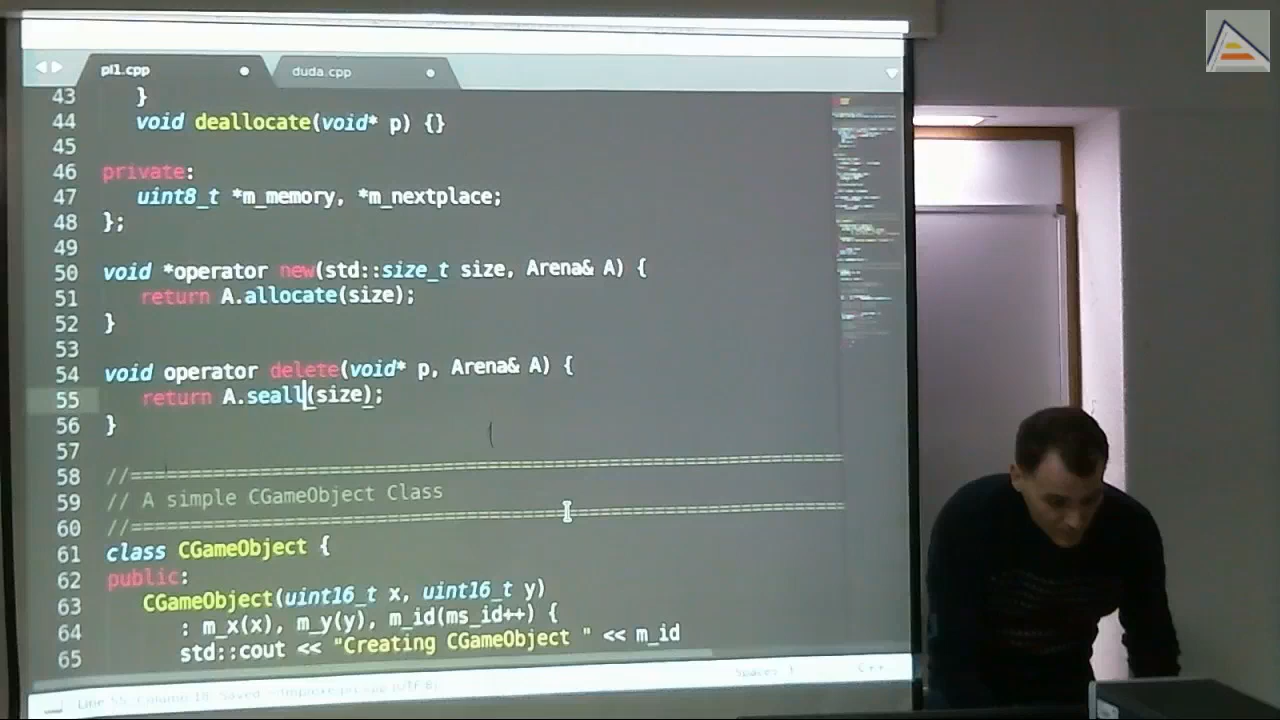 pl1.cpp
duda.cpp
43 }
44 void deallocate(void* p) {}
45
46 private:
47 uint8_t *m_memory, *m_nextplace;
48 };
49
50 void *operator new(std::size_t size, Arena& A) {
51 return A.allocate(size);
52 }
53
54 void operator delete(void* p, Arena& A) {
55 return A.seall(size);
56 }
57
58 //==============================================================
59 // A simple CGameObject Class
60 //==============================================================
61 class CGameObject {
62 public:
63 CGameObject(uint16_t x, uint16_t y)
64 : m_x(x), m_y(y), m_id(ms_id++) {
65 std::cout << "Creating CGameObject " << m_id
C++